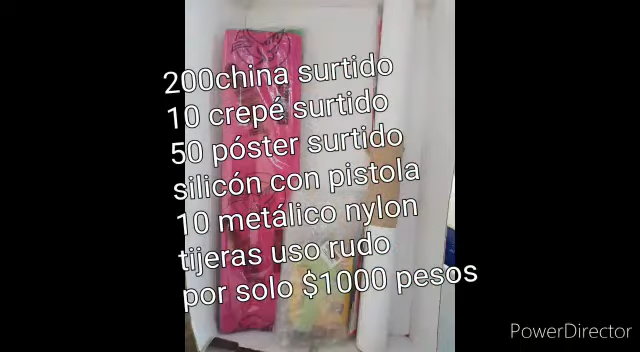 200china surtido
10 crepé surtido
50 póster surtido
silicón con pistola
10 metálico nylon
tijeras uso rudo
por solo $1000 pesos
PowerDirector